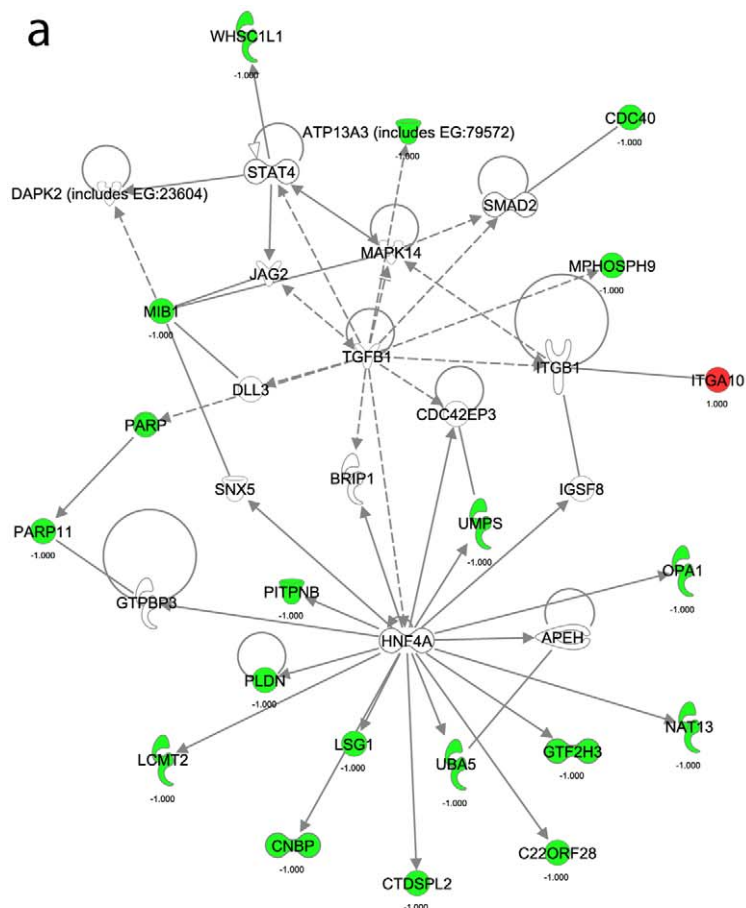 a
WHSC1L1
-1.000
ATP13A3 (includes EG:79572)
-1.000
CDC40
-1.000
STAT4
DAPK2 (includes EG:23604)
SMAD2
MAPK14
JAG2
MPHOSPH9
-1.000
MIB1
-1.000
TGFB1
ITGB1
ITGA10
1.000
DLL3
CDC42EP3
PARP
BRIP1
SNX5
IGSF8
UMPS
-1.000
PARP11
-1.000
OPA1
-1.000
PITPNB
-1.000
GTPBP3
HNF4A
APEH
PLDN
-1.000
NAT13
-1.000
LSG1
-1.000
GTF2H3
-1.000
LCMT2
-1.000
UBA5
-1.000
CNBP
-1.000
C22ORF28
-1.000
CTDSPL2
-1.000